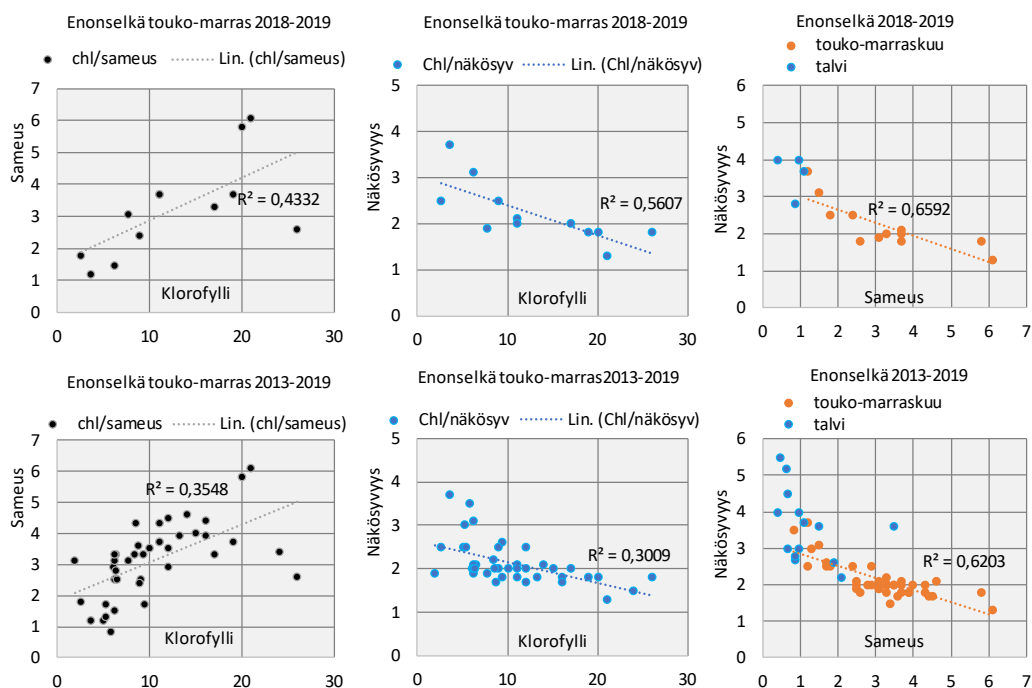 Enonselkä touko-marras 2018-2019
chl/sameus Lin. (chl/sameus)
Sameus
7
6
5
4
3
2
1
0
R² = 0,4332
Klorofylli
0 10 20 30
Enonselkä touko-marras 2018-2019
Chl/näkösyv Lin. (Chl/näkösyv)
Näkösyvyys
5
4
3
2
1
0
R² = 0,5607
Klorofylli
0 5 10 15 20 25 30
Enonselkä 2018-2019
touko-marraskuu
talvi
Näkösyvyys
6
5
4
3
2
1
0
R² = 0,6592
Sameus
0 1 2 3 4 5 6 7
Enonselkä touko-marras 2013-2019
chl/sameus Lin. (chl/sameus)
Sameus
7
6
5
4
3
2
1
0
R² = 0,3548
Klorofylli
0 10 20 30
Enonselkä touko-marras 2013-2019
Chl/näkösyv Lin. (Chl/näkösyv)
Näkösyvyys
5
4
3
2
1
0
R² = 0,3009
Klorofylli
0 5 10 15 20 25 30
Enonselkä 2013-2019
touko-marraskuu
talvi
Näkösyvyys
6
5
4
3
2
1
0
R² = 0,6203
Sameus
0 1 2 3 4 5 6 7